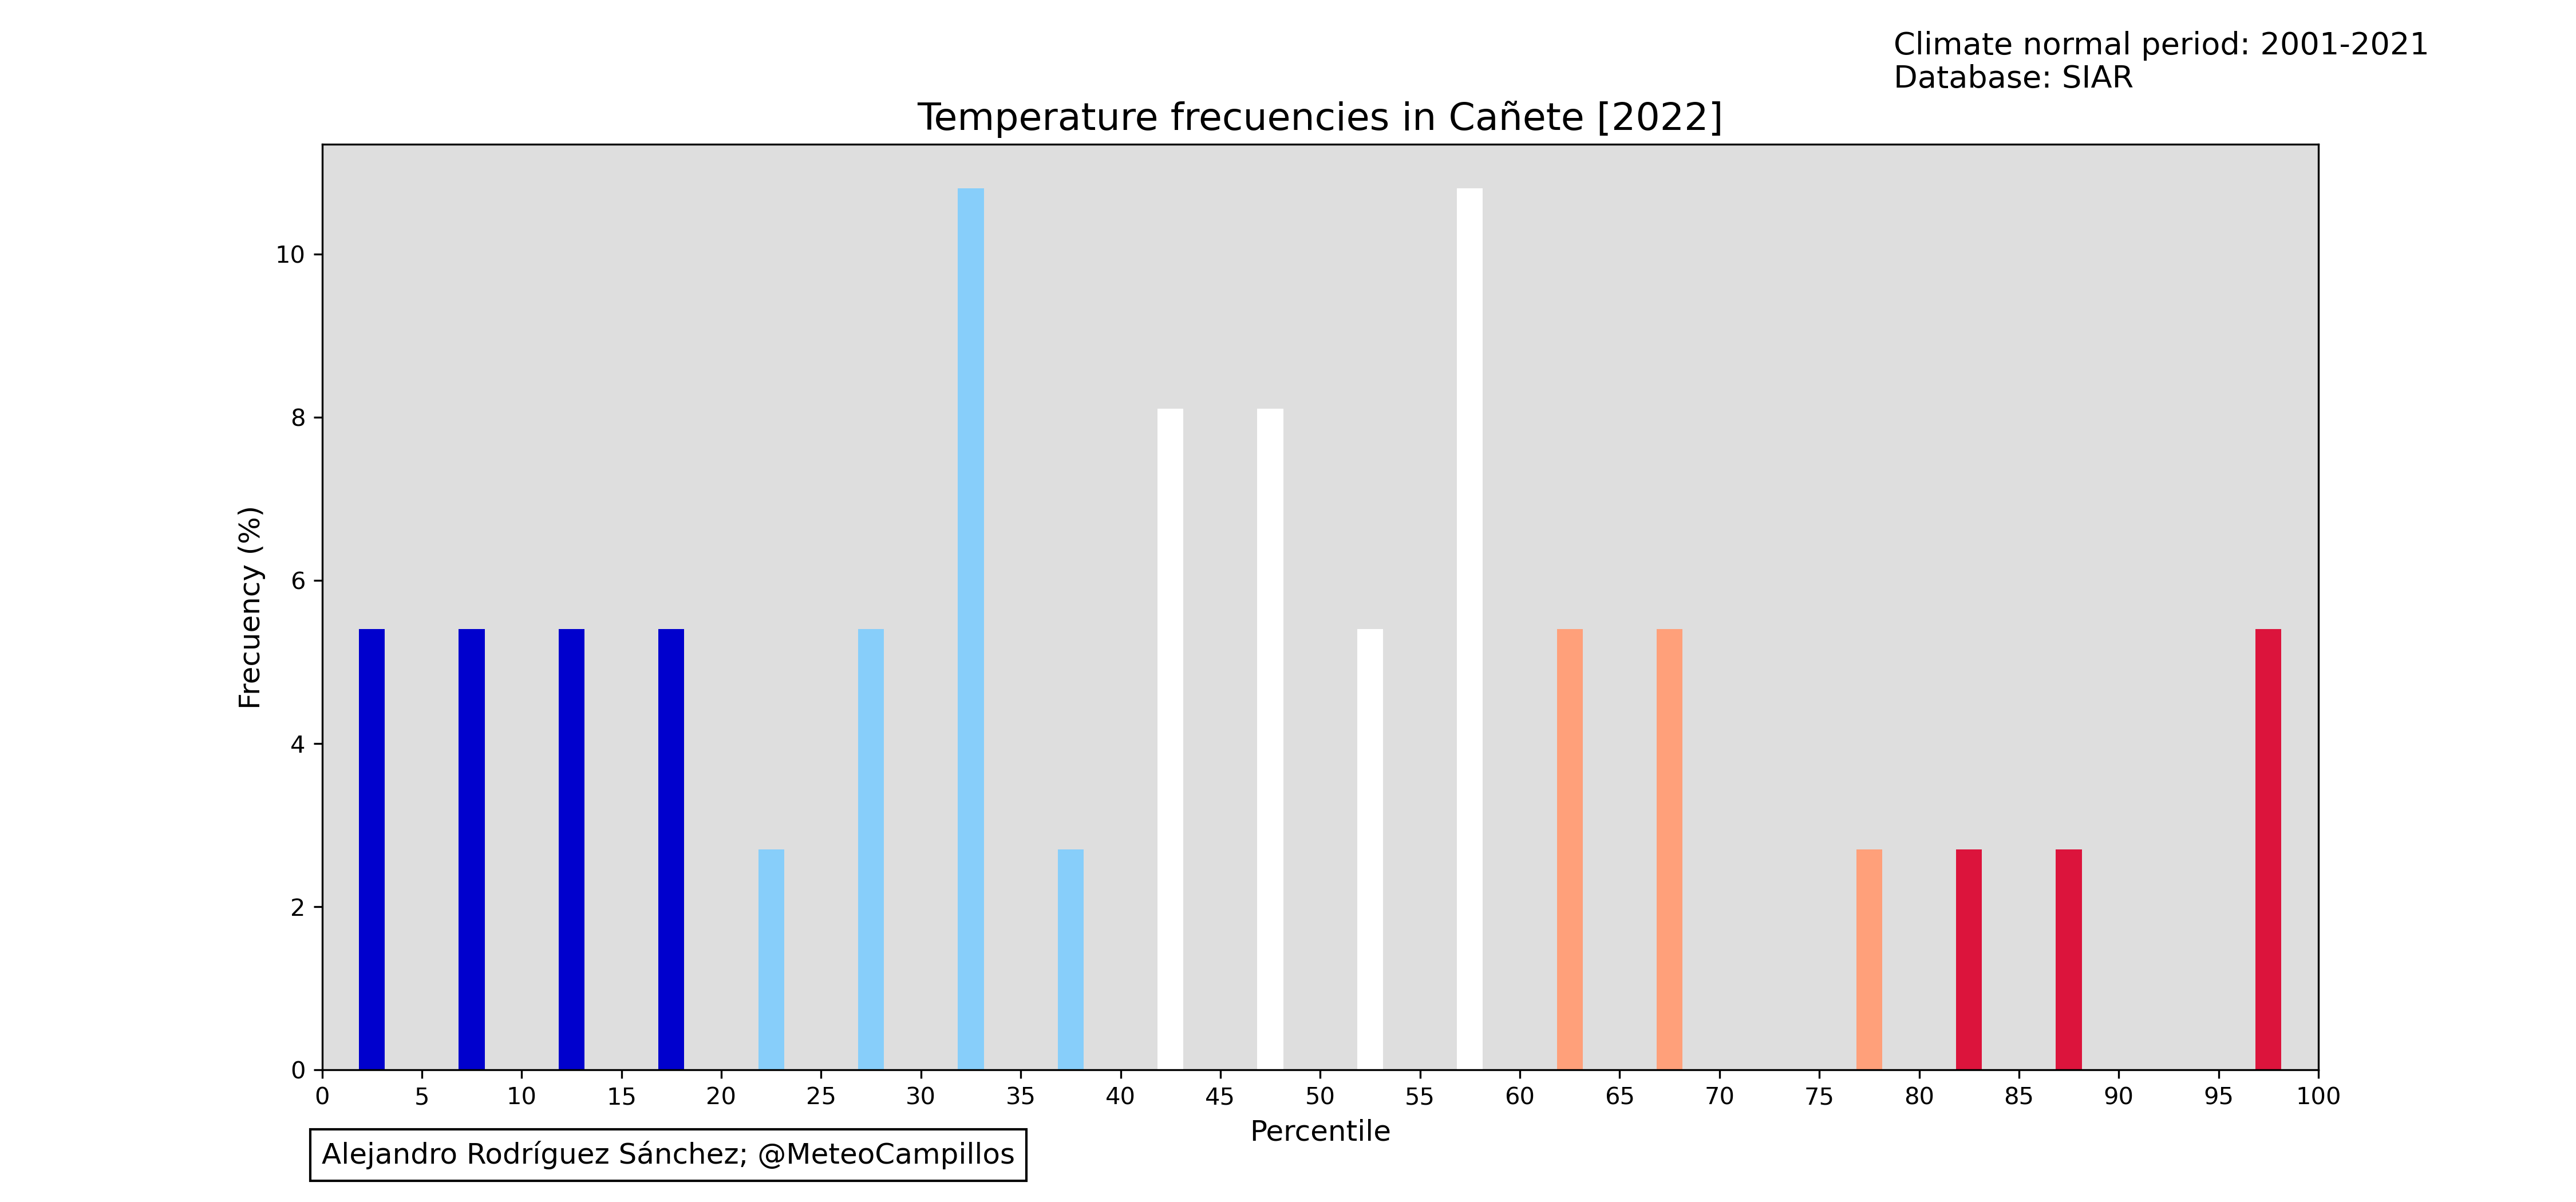 Climate normal period: 2001-2021
Database: SIAR
Temperature frecuencies in Cañete [2022]
10
8
6
4
2
0
Frecuency (%)
0 5 10 15 20 25 30 35 40 45 50 55 60 65 70 75 80 85 90 95 100
Percentile
Alejandro Rodríguez Sánchez; @MeteoCampillos